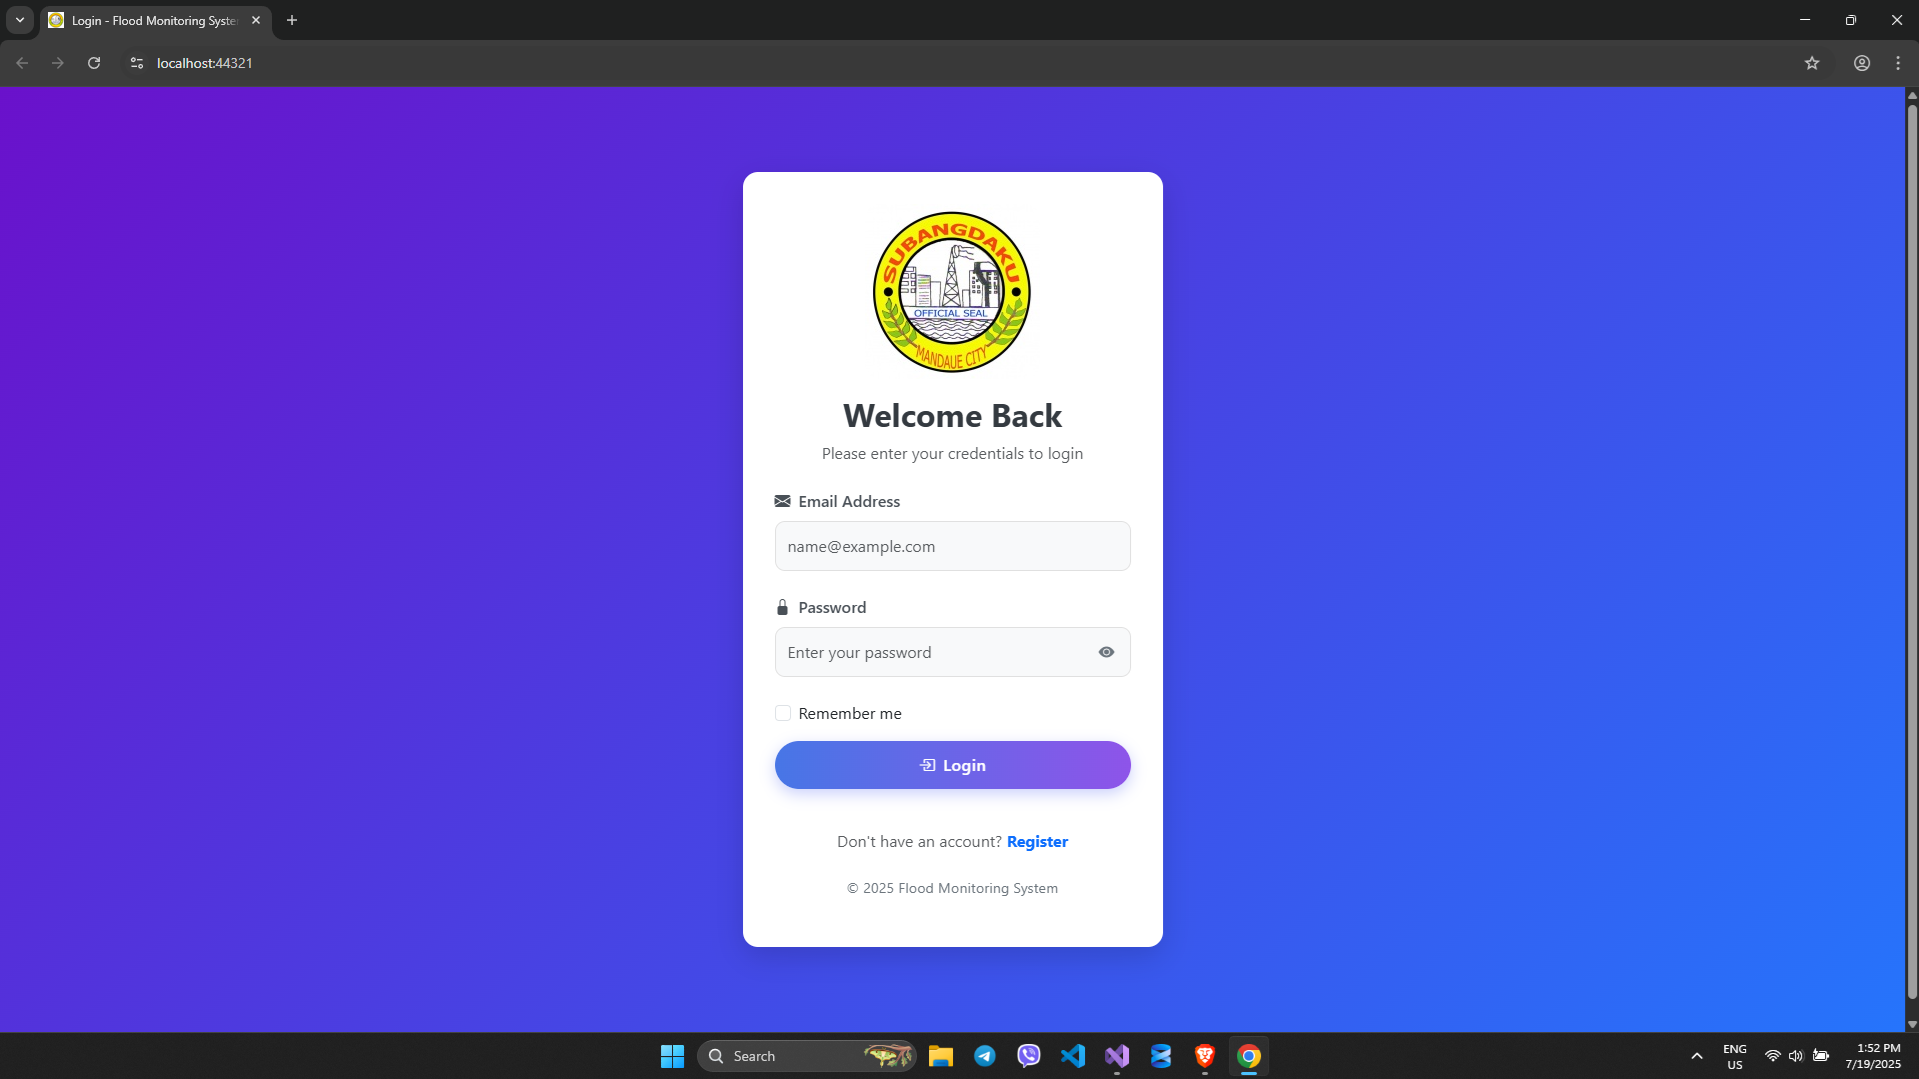 Login - Flood Monitoring Syste
localhost:44321
SUBANGDAKU
OFFICIAL SEAL
MANDAUE CITY
Welcome Back
Please enter your credentials to login
Email Address
name@example.com
Password
Enter your password
Remember me
Login
Don't have an account? Register
© 2025 Flood Monitoring System
Search
ENG
US
1:52 PM
7/19/2025